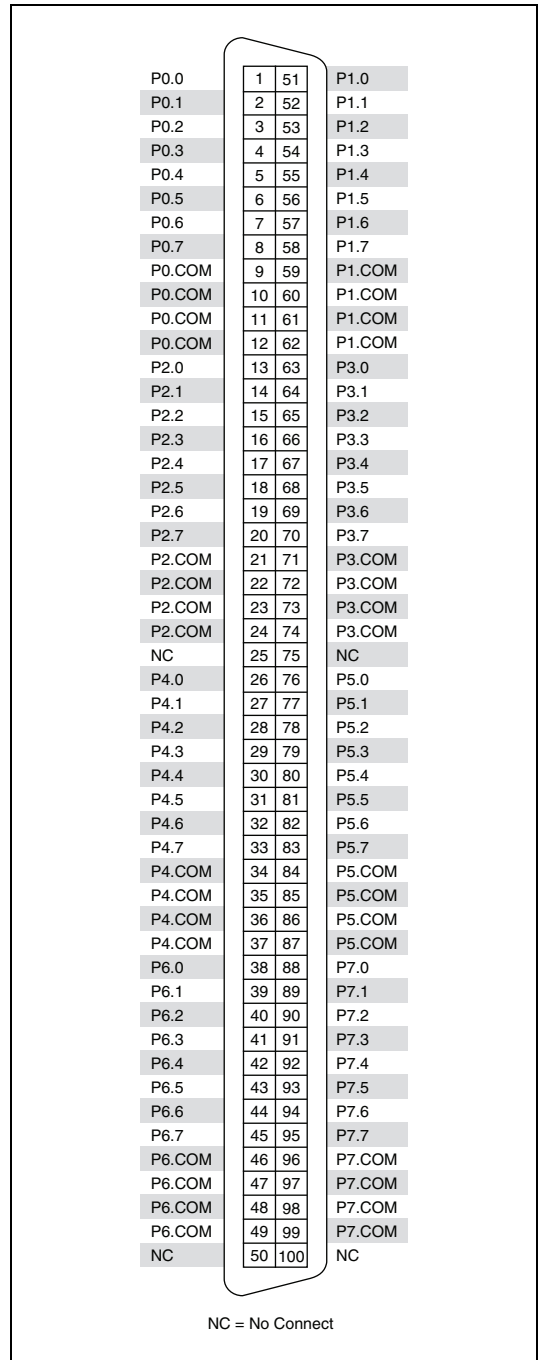 P0.0 1 51 P1.0
P0.1 2 52 P1.1
P0.2 3 53 P1.2
P0.3 4 54 P1.3
P0.4 5 55 P1.4
P0.5 6 56 P1.5
P0.6 7 57 P1.6
P0.7 8 58 P1.7
P0.COM 9 59 P1.COM
P0.COM 10 60 P1.COM
P0.COM 11 61 P1.COM
P0.COM 12 62 P1.COM
P2.0 13 63 P3.0
P2.1 14 64 P3.1
P2.2 15 65 P3.2
P2.3 16 66 P3.3
P2.4 17 67 P3.4
P2.5 18 68 P3.5
P2.6 19 69 P3.6
P2.7 20 70 P3.7
P2.COM 21 71 P3.COM
P2.COM 22 72 P3.COM
P2.COM 23 73 P3.COM
P2.COM 24 74 P3.COM
NC 25 75 NC
P4.0 26 76 P5.0
P4.1 27 77 P5.1
P4.2 28 78 P5.2
P4.3 29 79 P5.3
P4.4 30 80 P5.4
P4.5 31 81 P5.5
P4.6 32 82 P5.6
P4.7 33 83 P5.7
P4.COM 34 84 P5.COM
P4.COM 35 85 P5.COM
P4.COM 36 86 P5.COM
P4.COM 37 87 P5.COM
P6.0 38 88 P7.0
P6.1 39 89 P7.1
P6.2 40 90 P7.2
P6.3 41 91 P7.3
P6.4 42 92 P7.4
P6.5 43 93 P7.5
P6.6 44 94 P7.6
P6.7 45 95 P7.7
P6.COM 46 96 P7.COM
P6.COM 47 97 P7.COM
P6.COM 48 98 P7.COM
P6.COM 49 99 P7.COM
NC 50 100 NC
NC = No Connect